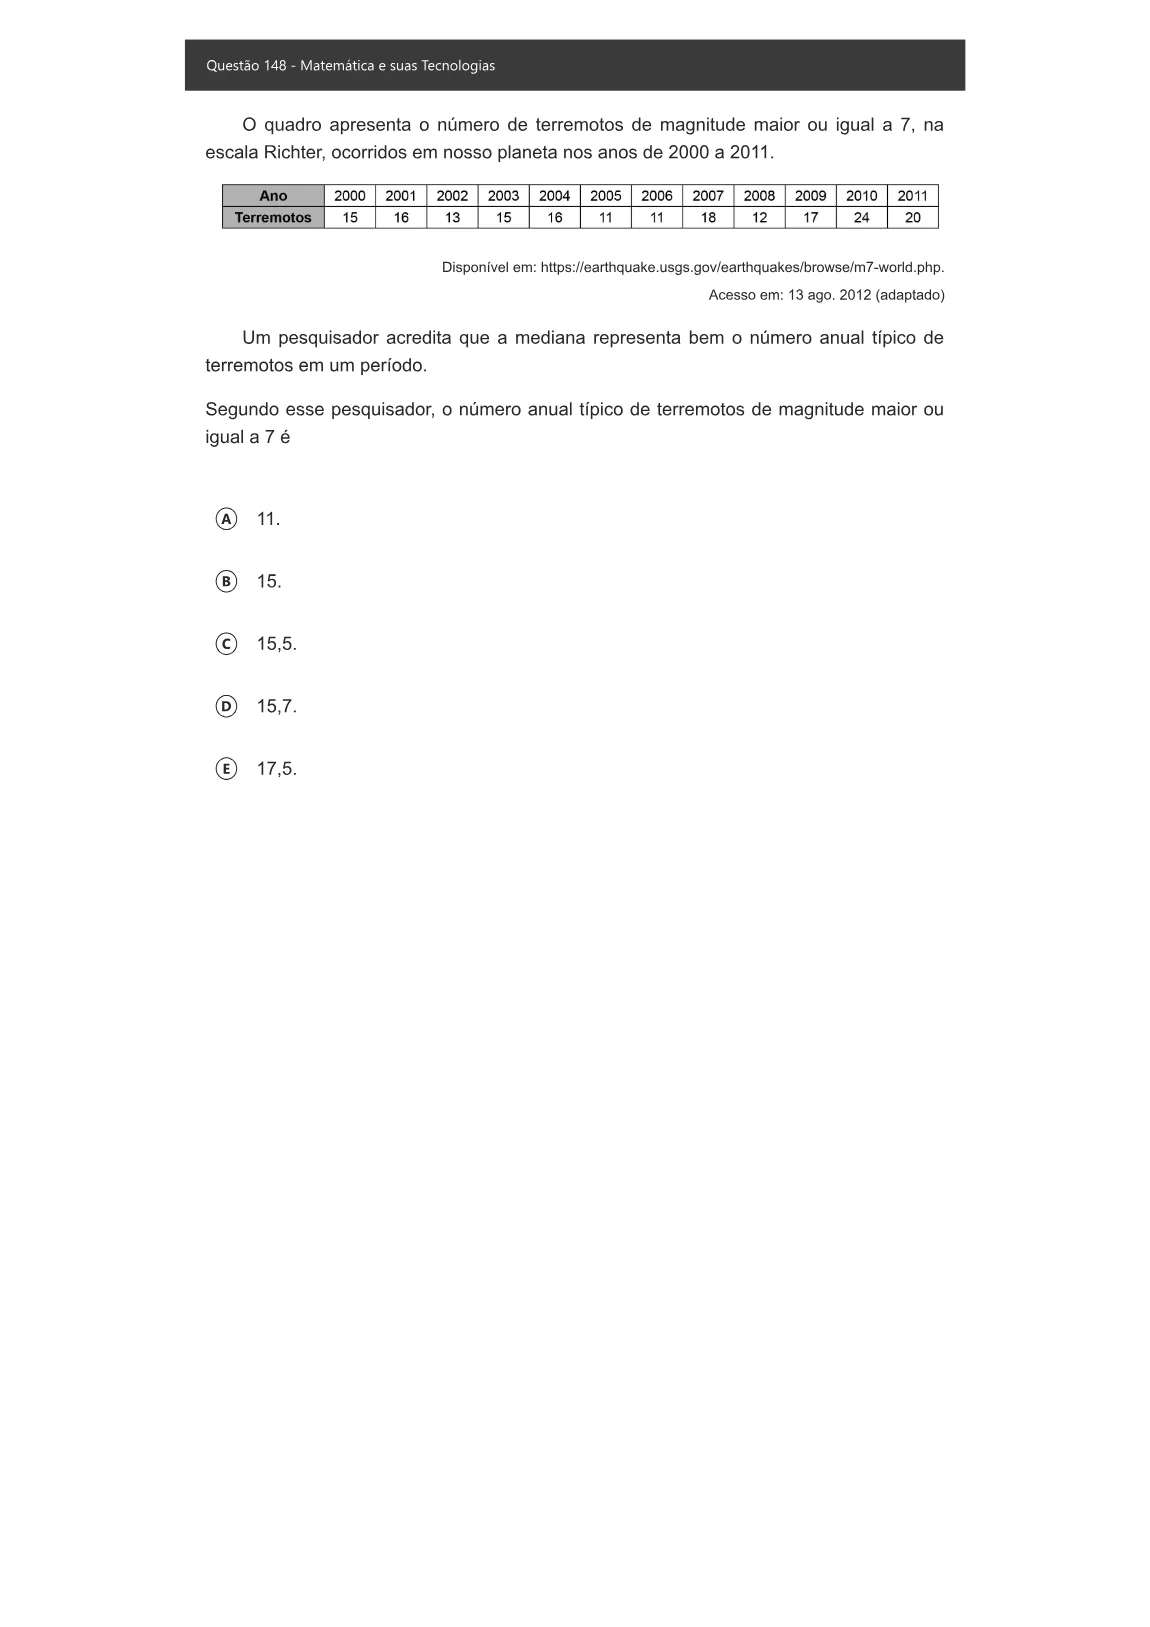 Questão 148 - Matemática e suas Tecnologias
O quadro apresenta o número de terremotos de magnitude maior ou igual a 7, na
escala Richter, ocorridos em nosso planeta nos anos de 2000 a 2011.
Ano 2000 2001 2002 2003 2004 2005 2006 2007 2008 2009 2010 2011
Terremotos 15 16 13 15 16 11 11 18 12 17 24 20
Disponível em: https://earthquake.usgs.gov/earthquakes/browse/m7-world.php.
Acesso em: 13 ago. 2012 (adaptado)
Um pesquisador acredita que a mediana representa bem o número anual típico de
terremotos em um período.
Segundo esse pesquisador, o número anual típico de terremotos de magnitude maior ou
igual a 7 é
A 11.
B 15.
C 15,5.
D 15,7.
E 17,5.